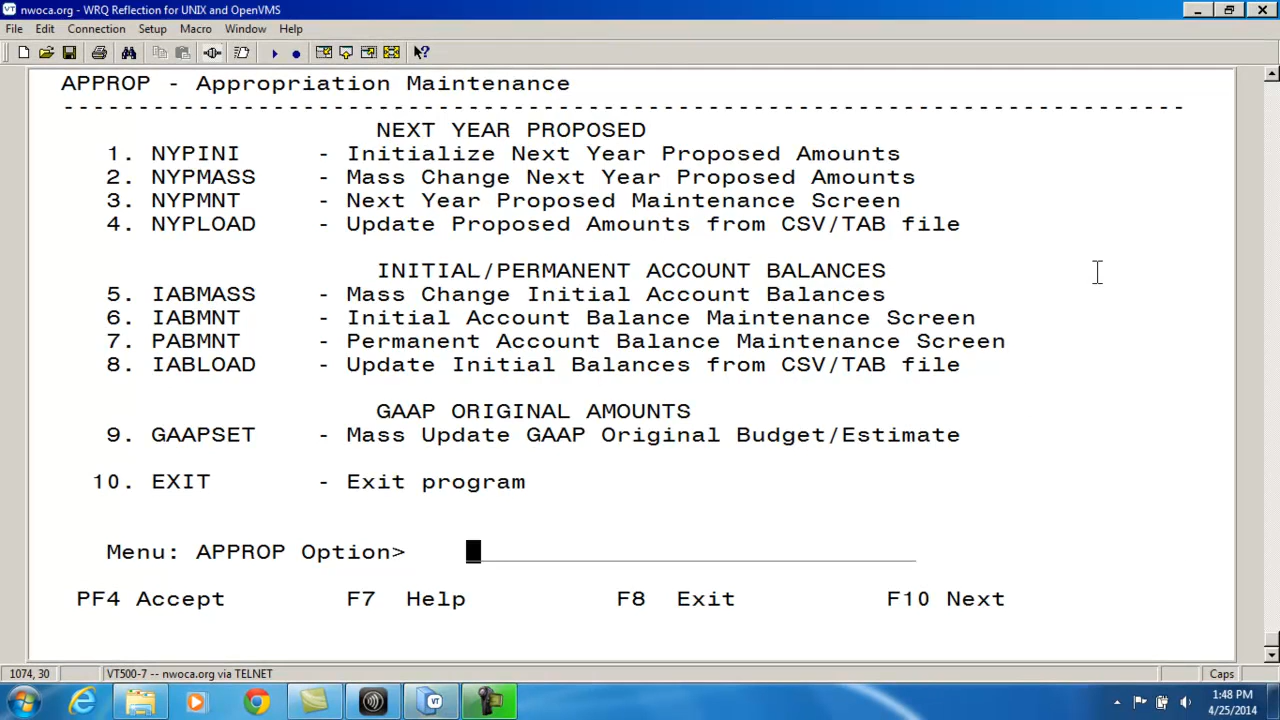 nwoca.org - WRQ Reflection for UNIX and OpenVMS
File Edit Connection Setup Macro Window Help
APPROP - Appropriation Maintenance
---------------------------------------------------------------------------
NEXT YEAR PROPOSED
1. NYPINI - Initialize Next Year Proposed Amounts
2. NYPMASS - Mass Change Next Year Proposed Amounts
3. NYPMNT - Next Year Proposed Maintenance Screen
4. NYPLOAD - Update Proposed Amounts from CSV/TAB file
INITIAL/PERMANENT ACCOUNT BALANCES
5. IABMASS - Mass Change Initial Account Balances
6. IABMNT - Initial Account Balance Maintenance Screen
7. PABMNT - Permanent Account Balance Maintenance Screen
8. IABLOAD - Update Initial Balances from CSV/TAB file
GAAP ORIGINAL AMOUNTS
9. GAAPSET - Mass Update GAAP Original Budget/Estimate
10. EXIT - Exit program
Menu: APPROP Option>
PF4 Accept F7 Help F8 Exit F10 Next
1074, 30 VT500-7 -- nwoca.org via TELNET Caps
VT 1:48 PM
4/25/2014